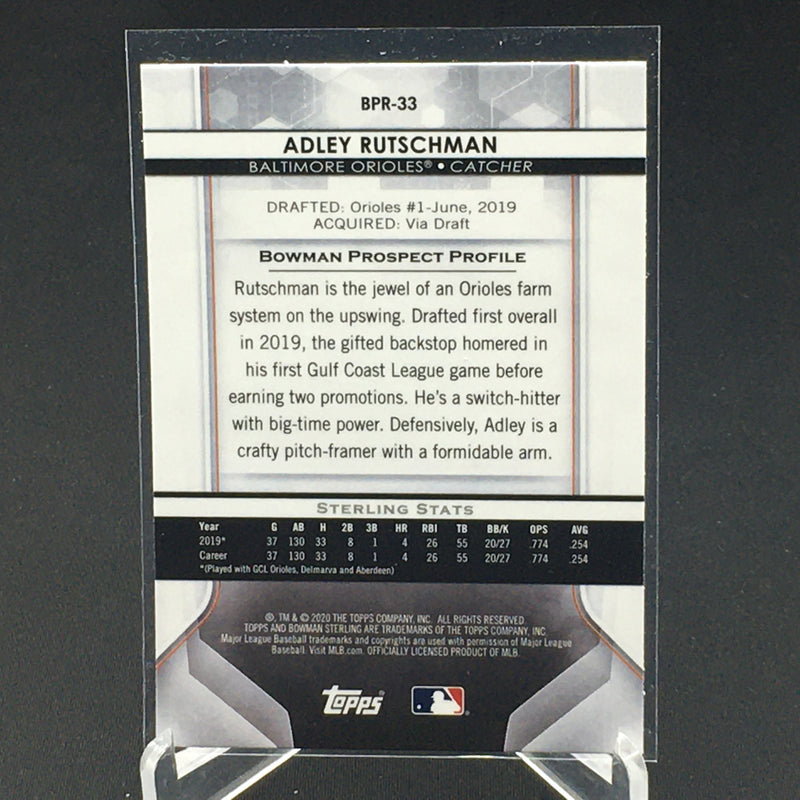 BPR-33
ADLEY RUTSCHMAN
BALTIMORE ORIOLES® • CATCHER
DRAFTED: Orioles #1-June, 2019
ACQUIRED: Via Draft
BOWMAN PROSPECT PROFILE
Rutschman is the jewel of an Orioles farm
system on the upswing. Drafted first overall
in 2019, the gifted backstop homered in
his first Gulf Coast League game before
earning two promotions. He's a switch-hitter
with big-time power. Defensively, Adley is a
crafty pitch-framer with a formidable arm.
STERLING STATS
Year G AB H 2B 3B HR RBI TB BB/K OPS AVG
2019* 37 130 33 8 1 4 26 55 20/27 .774 .254
Career 37 130 33 8 1 4 26 55 20/27 .774 .254
*(Played with GCL Orioles, Delmarva and Aberdeen)
®, TM & © 2020 THE TOPPS COMPANY, INC. ALL RIGHTS RESERVED.
TOPPS AND BOWMAN STERLING ARE TRADEMARKS OF THE TOPPS COMPANY, INC.
Major League Baseball trademarks and copyrights are used with permission of Major League
Baseball. Visit MLB.com. OFFICIALLY LICENSED PRODUCT OF MLB.
Topps®